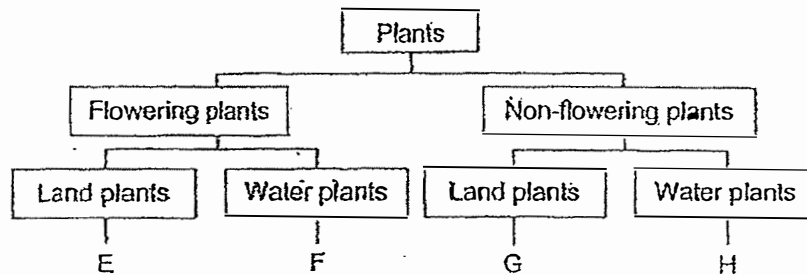 Plants
Flowering plants Non-flowering plants
Land plants Water plants Land plants Water plants
E F G H